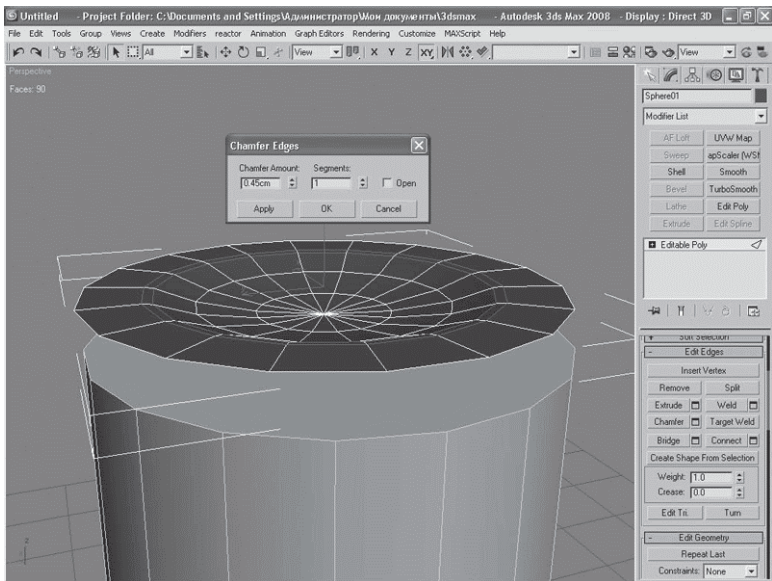 Untitled - Project Folder: C:\Documents and Settings\Администратор\Мои документы\3dsmax - Autodesk 3ds Max 2008 - Display : Direct 3D
File Edit Tools Group Views Create Modifiers reactor Animation Graph Editors Rendering Customize MAXScript Help
All View X Y Z XY View
Perspective
Faces: 90
Chamfer Edges
Chamfer Amount: Segments:
0.45cm 1 Open
Apply OK Cancel
Sphere01
Modifier List
AF Loft UVW Map
Sweep apScaler (WS
Shell Smooth
Bevel TurboSmooth
Lathe Edit Poly
Extrude Edit Spline
Editable Poly
Soft Selection
- Edit Edges
Insert Vertex
Remove Split
Extrude Weld
Chamfer Target Weld
Bridge Connect
Create Shape From Selection
Weight: 1.0
Crease: 0.0
Edit Tri. Turn
- Edit Geometry
Repeat Last
Constraints: None
z